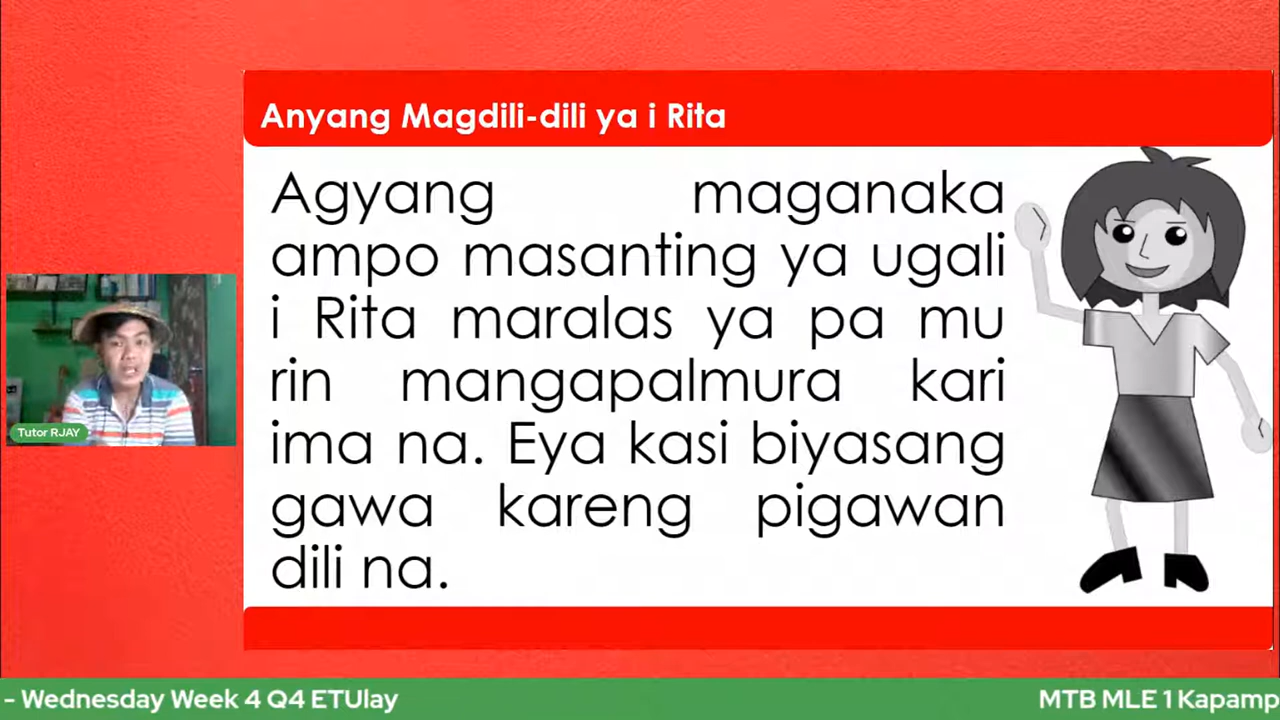 Anyang Magdili-dili ya i Rita
Agyang maganaka
ampo masanting ya ugali
i Rita maralas ya pa mu
rin mangapalmura kari
ima na. Eya kasi biyasang
gawa kareng pigawan
dili na.
Tutor RJAY
- Wednesday Week 4 Q4 ETUlay
MTB MLE 1 Kapamp